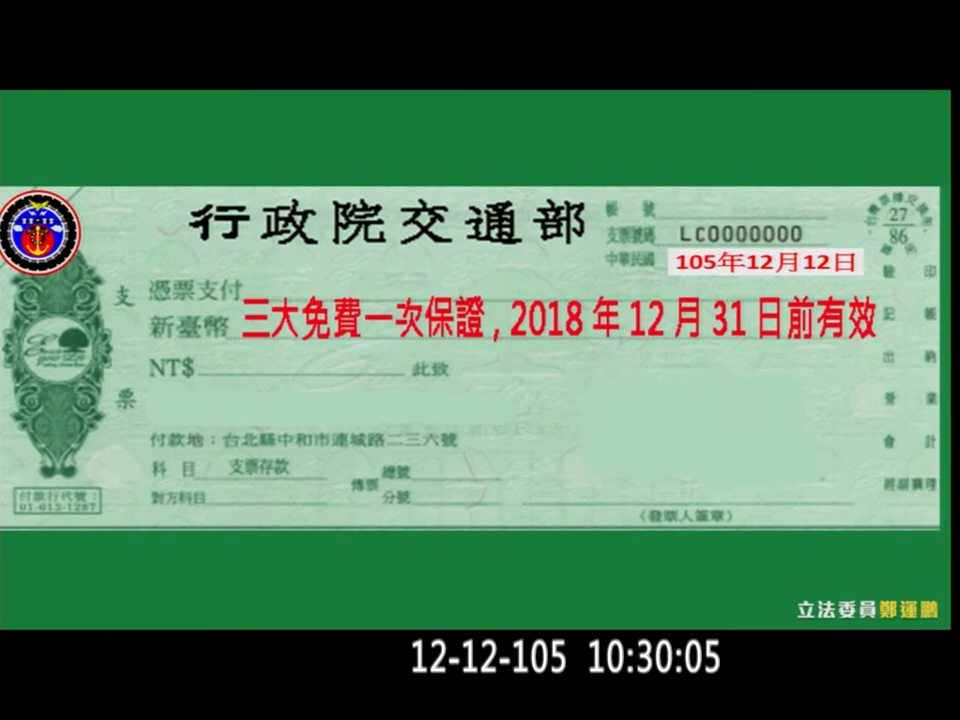 行政院交通部
帳 號
支票號碼 LC0000000
中華民國 105年12月12日
27
86
支票
憑票支付
新臺幣
三大免費一次保證，2018 年 12 月 31 日前有效
NT$ 此致
付款地：台北縣中和市連城路二三六號
科 目 支票存款
對方科目
傳票
總號
分號
(發票人簽章)
付款行代號：
01-013-1287
驗 印
記 帳
出 納
營 業
會 計
經副襄理
立法委員鄭運鵬
12-12-105 10:30:05